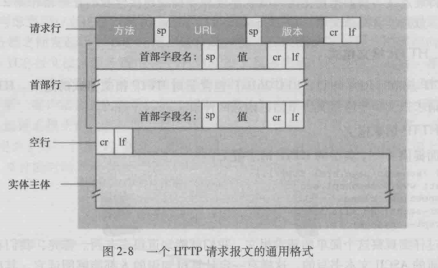 请求行 方法 sp URL sp 版本 cr lf
首部字段名: sp 值 cr lf
首部行
首部字段名: sp 值 cr lf
空行 cr lf
实体主体
图 2-8 一个 HTTP 请求报文的通用格式